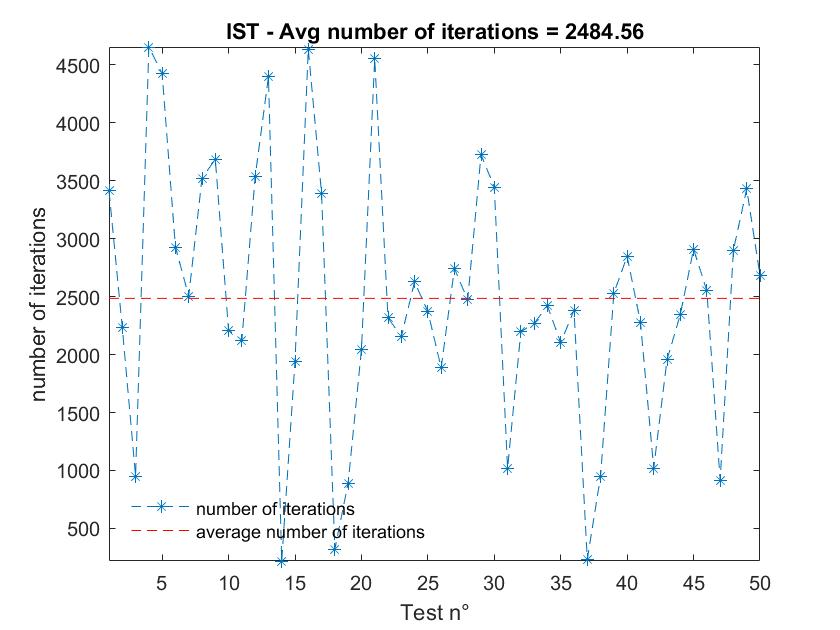 IST - Avg number of iterations = 2484.56
4500
4000
3500
3000
2500
2000
1500
1000
500
number of iterations
number of iterations
average number of iterations
5 10 15 20 25 30 35 40 45 50
Test n°